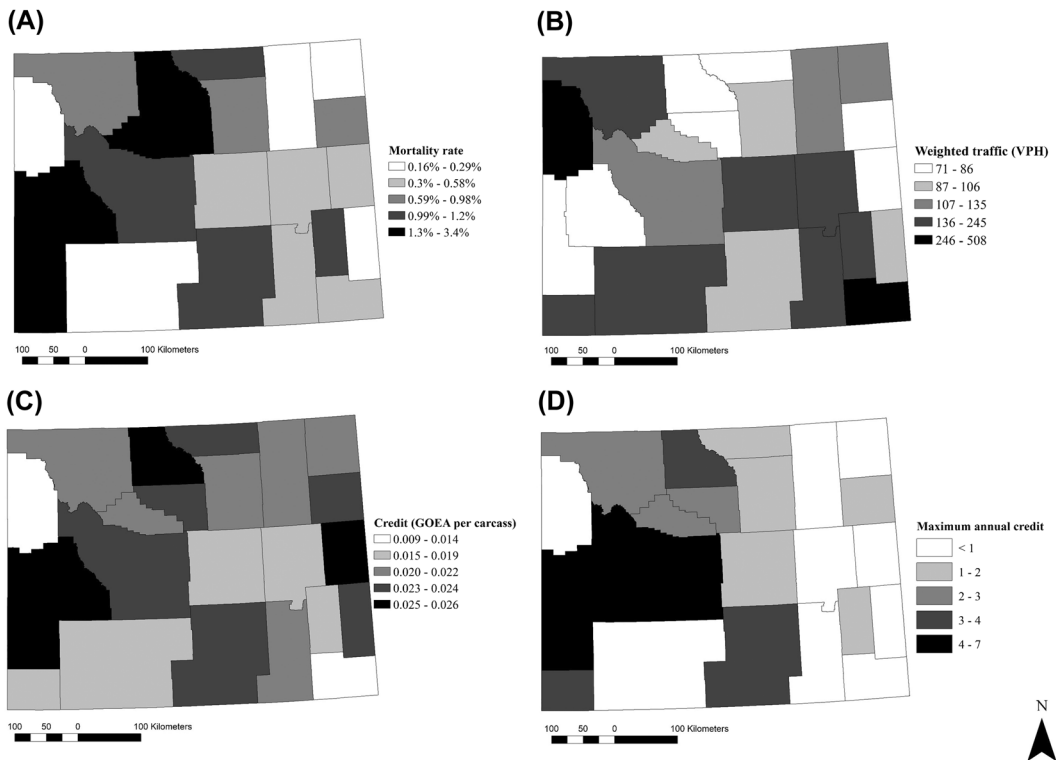 (A)
Mortality rate
0.16% - 0.29%
0.3% - 0.58%
0.59% - 0.98%
0.99% - 1.2%
1.3% - 3.4%
100 50 0 100 Kilometers
(B)
Weighted traffic (VPH)
71 - 86
87 - 106
107 - 135
136 - 245
246 - 508
100 50 0 100 Kilometers
(C)
Credit (GOEA per carcass)
0.009 - 0.014
0.015 - 0.019
0.020 - 0.022
0.023 - 0.024
0.025 - 0.026
100 50 0 100 Kilometers
(D)
Maximum annual credit
< 1
1 - 2
2 - 3
3 - 4
4 - 7
100 50 0 100 Kilometers
N